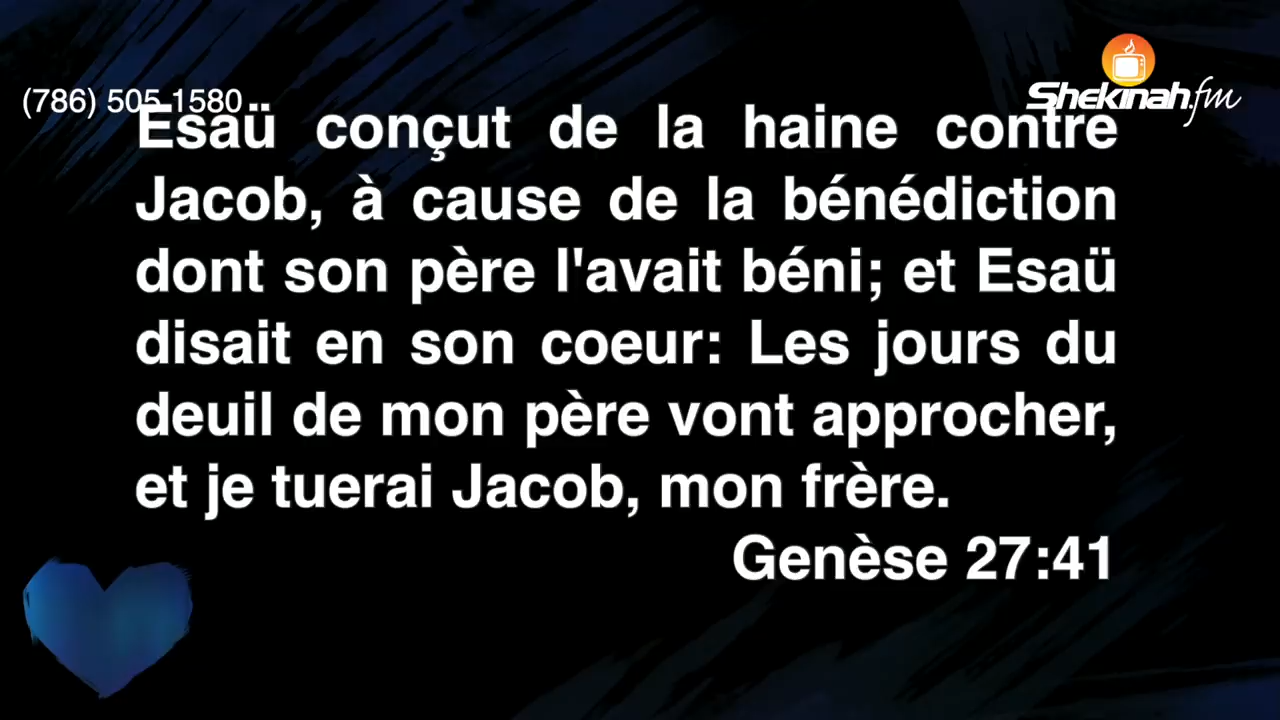 (786) 505 1580
Shekinah.fm
Esaü conçut de la haine contre
Jacob, à cause de la bénédiction
dont son père l'avait béni; et Esaü
disait en son coeur: Les jours du
deuil de mon père vont approcher,
et je tuerai Jacob, mon frère.
Genèse 27:41